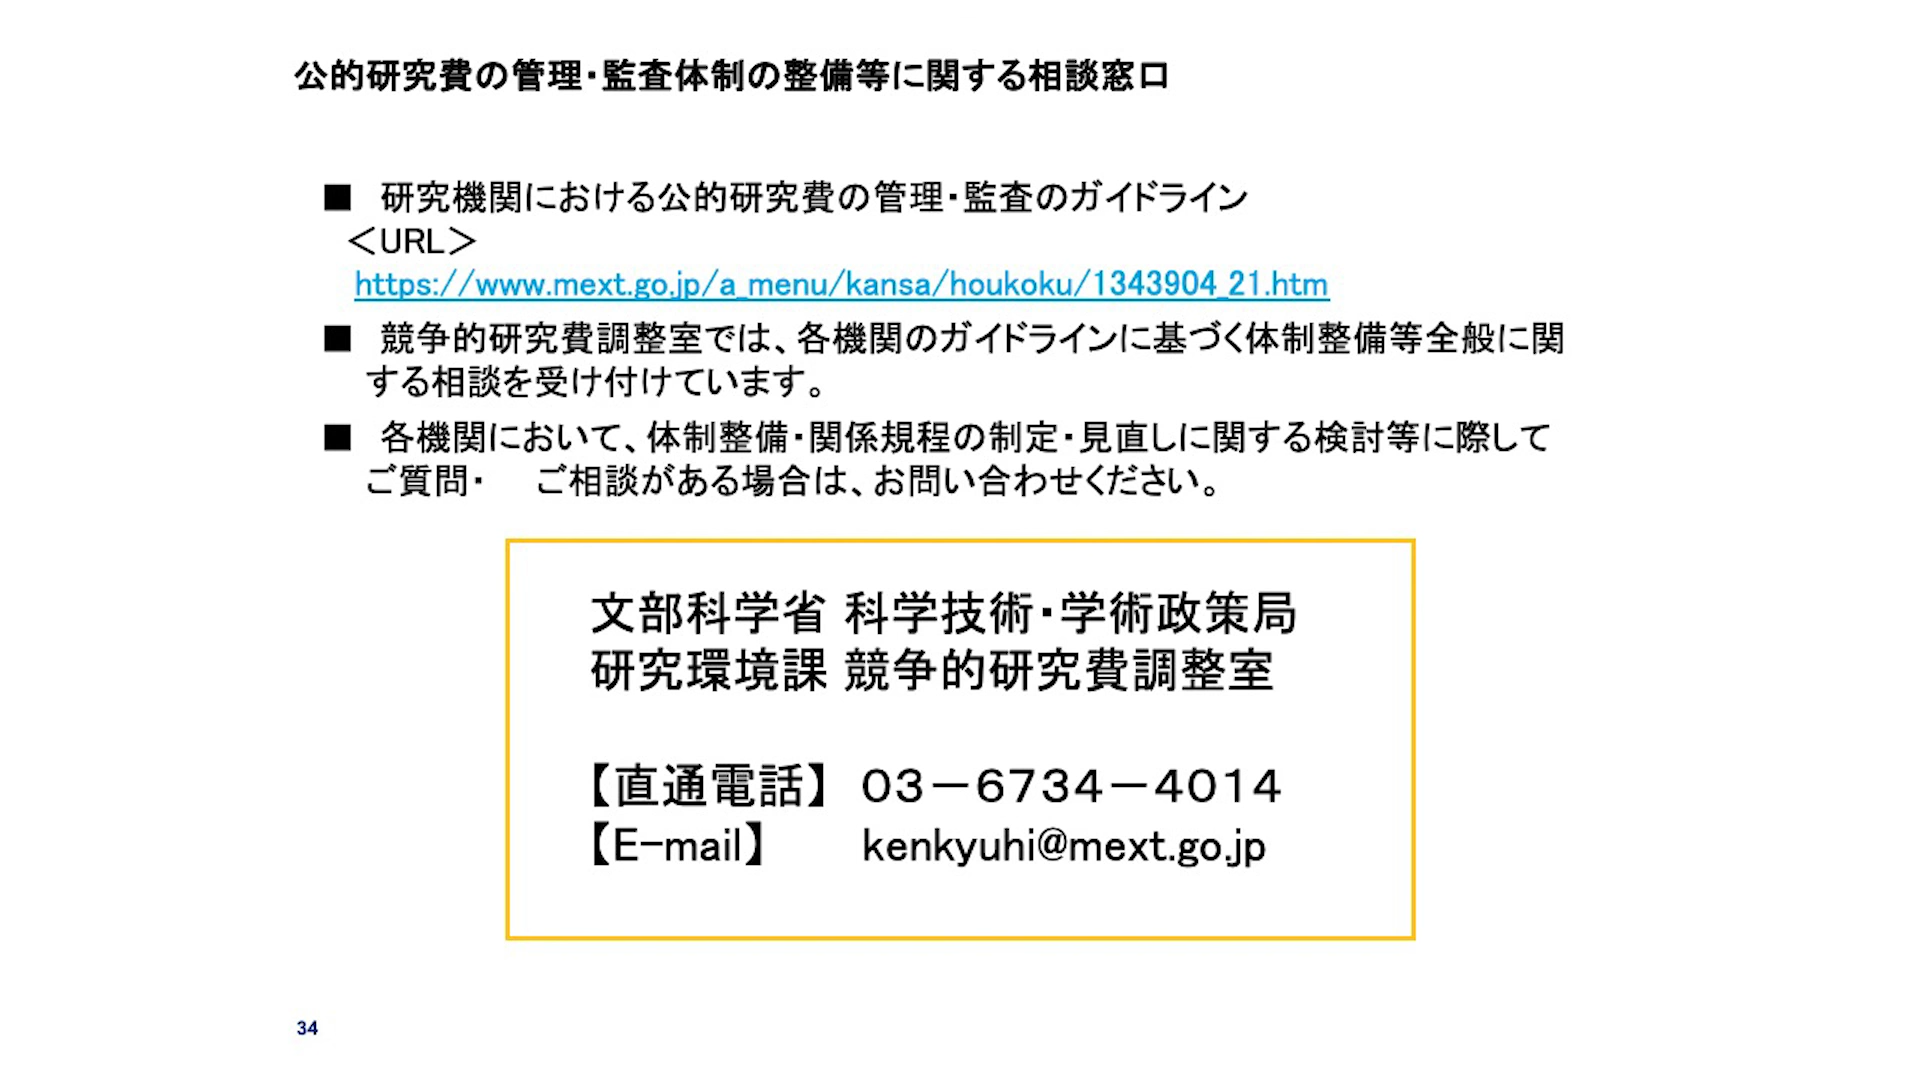 公的研究費の管理・監査体制の整備等に関する相談窓口
■　研究機関における公的研究費の管理・監査のガイドライン
＜URL＞
https://www.mext.go.jp/a_menu/kansa/houkoku/1343904_21.htm
■　競争的研究費調整室では、各機関のガイドラインに基づく体制整備等全般に関
する相談を受け付けています。
■　各機関において、体制整備・関係規程の制定・見直しに関する検討等に際して
ご質問・　ご相談がある場合は、お問い合わせください。
文部科学省 科学技術・学術政策局
研究環境課 競争的研究費調整室
【直通電話】 ０３－６７３４－４０１４
【E-mail】　　kenkyuhi@mext.go.jp
34